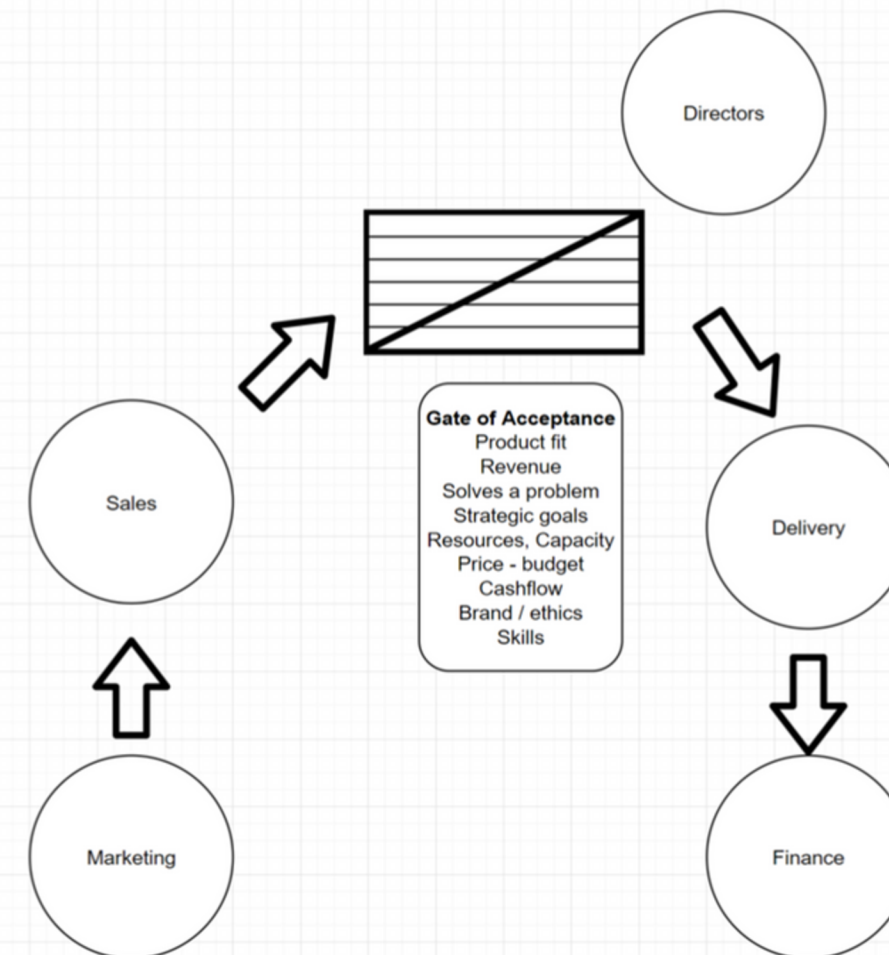 Directors
Sales
Gate of Acceptance
Product fit
Revenue
Solves a problem
Strategic goals
Resources, Capacity
Price - budget
Cashflow
Brand / ethics
Skills
Delivery
Marketing
Finance